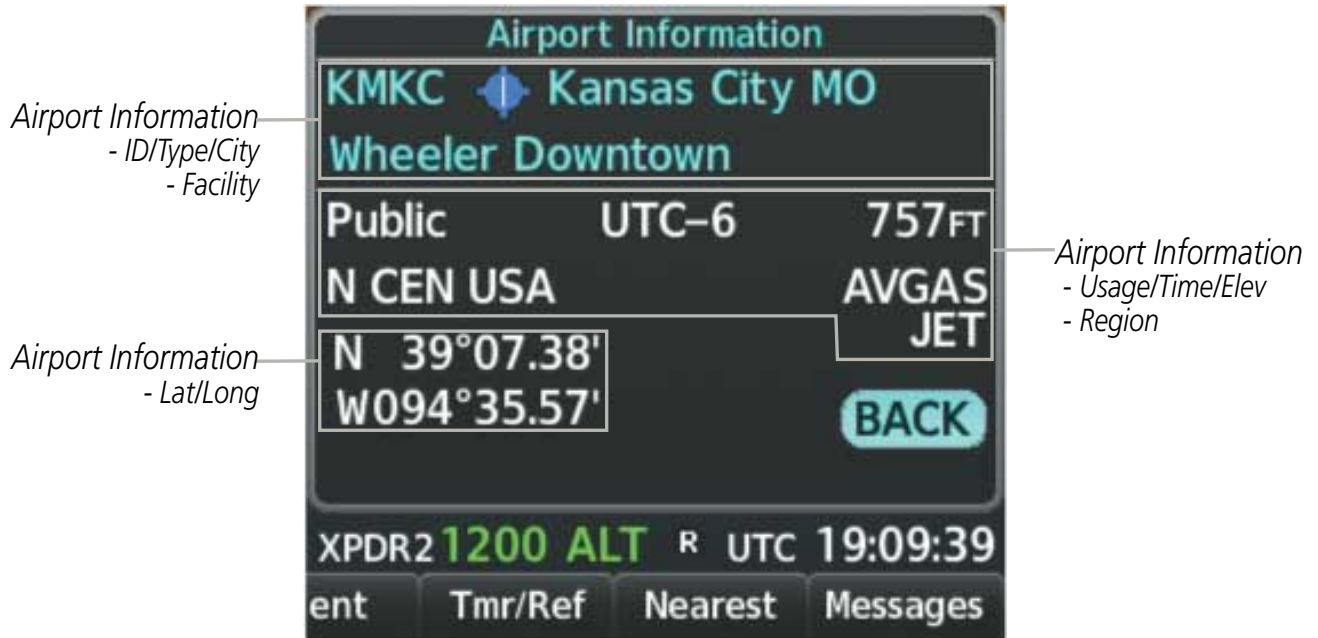 Airport Information
KMKC Kansas City MO
Wheeler Downtown
Airport Information
- ID/Type/City
- Facility
Public UTC–6 757FT
N CEN USA AVGAS
JET
Airport Information
- Usage/Time/Elev
- Region
Airport Information
- Lat/Long
N 39°07.38'
W094°35.57'
BACK
XPDR2 1200 ALT R UTC 19:09:39
ent Tmr/Ref Nearest Messages